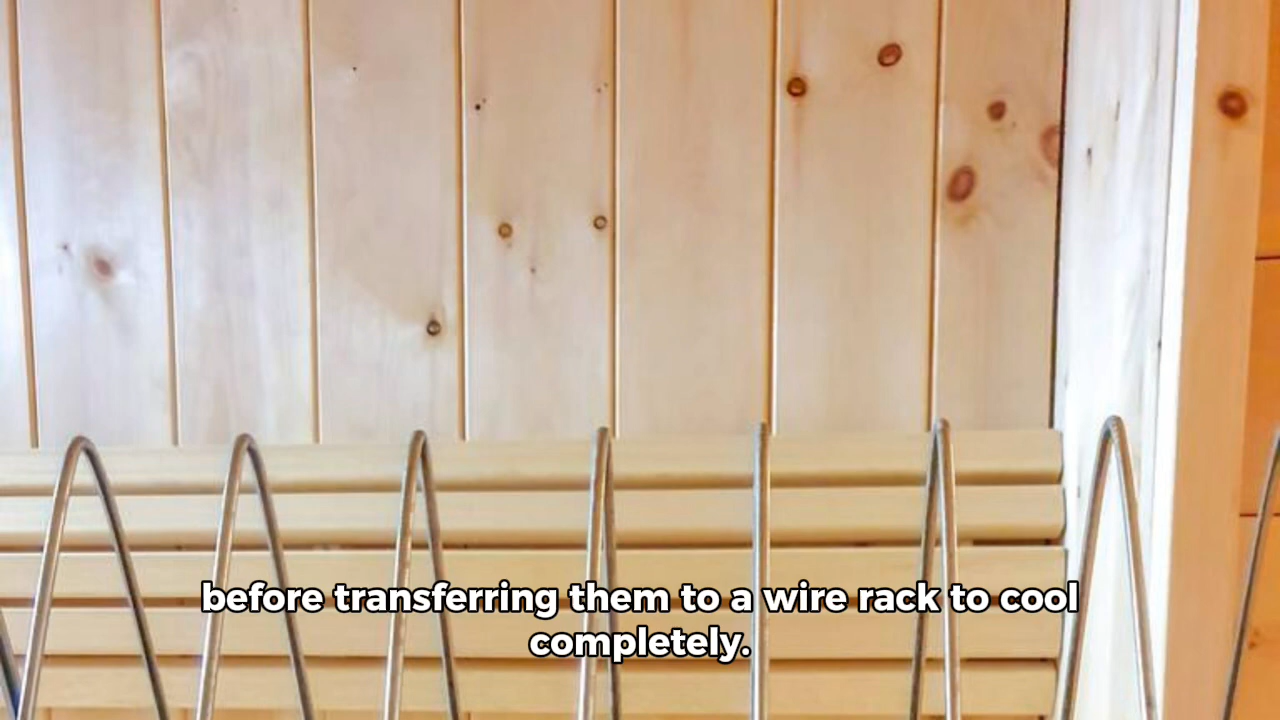 before transferring them to a wire rack to cool
completely.